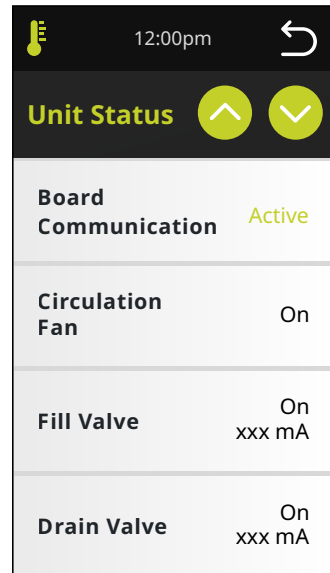 12:00pm
Unit Status
Board
Communication
Active
Circulation
Fan
On
Fill Valve
On
xxx mA
Drain Valve
On
xxx mA